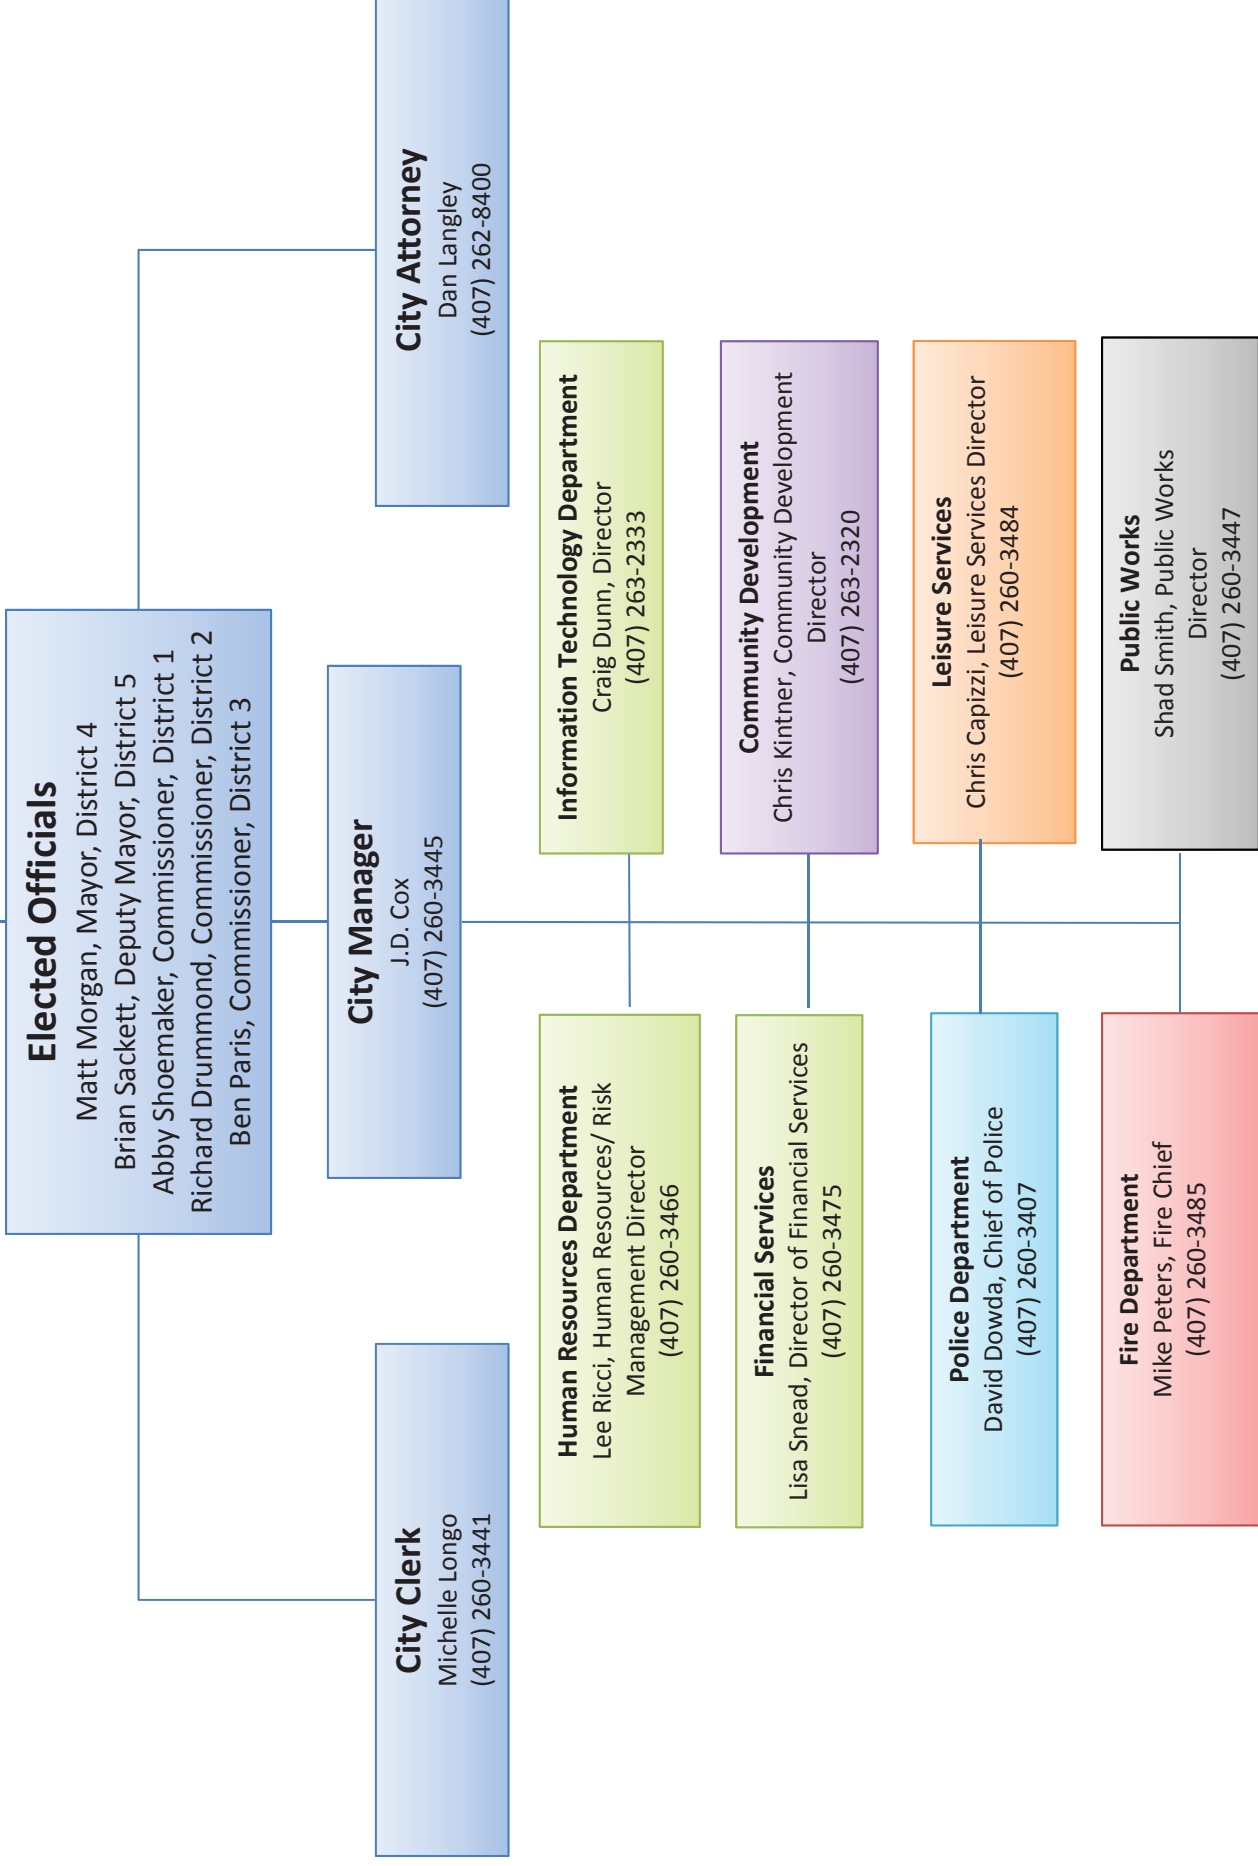 Elected Officials
Matt Morgan, Mayor, District 4
Brian Sackett, Deputy Mayor, District 5
Abby Shoemaker, Commissioner, District 1
Richard Drummond, Commissioner, District 2
Ben Paris, Commissioner, District 3
City Clerk
Michelle Longo
(407) 260-3441
City Manager
J.D. Cox
(407) 260-3445
City Attorney
Dan Langley
(407) 262-8400
Human Resources Department
Lee Ricci, Human Resources/ Risk
Management Director
(407) 260-3466
Information Technology Department
Craig Dunn, Director
(407) 263-2333
Financial Services
Lisa Snead, Director of Financial Services
(407) 260-3475
Community Development
Chris Kintner, Community Development
Director
(407) 263-2320
Police Department
David Dowda, Chief of Police
(407) 260-3407
Leisure Services
Chris Capizzi, Leisure Services Director
(407) 260-3484
Fire Department
Mike Peters, Fire Chief
(407) 260-3485
Public Works
Shad Smith, Public Works
Director
(407) 260-3447